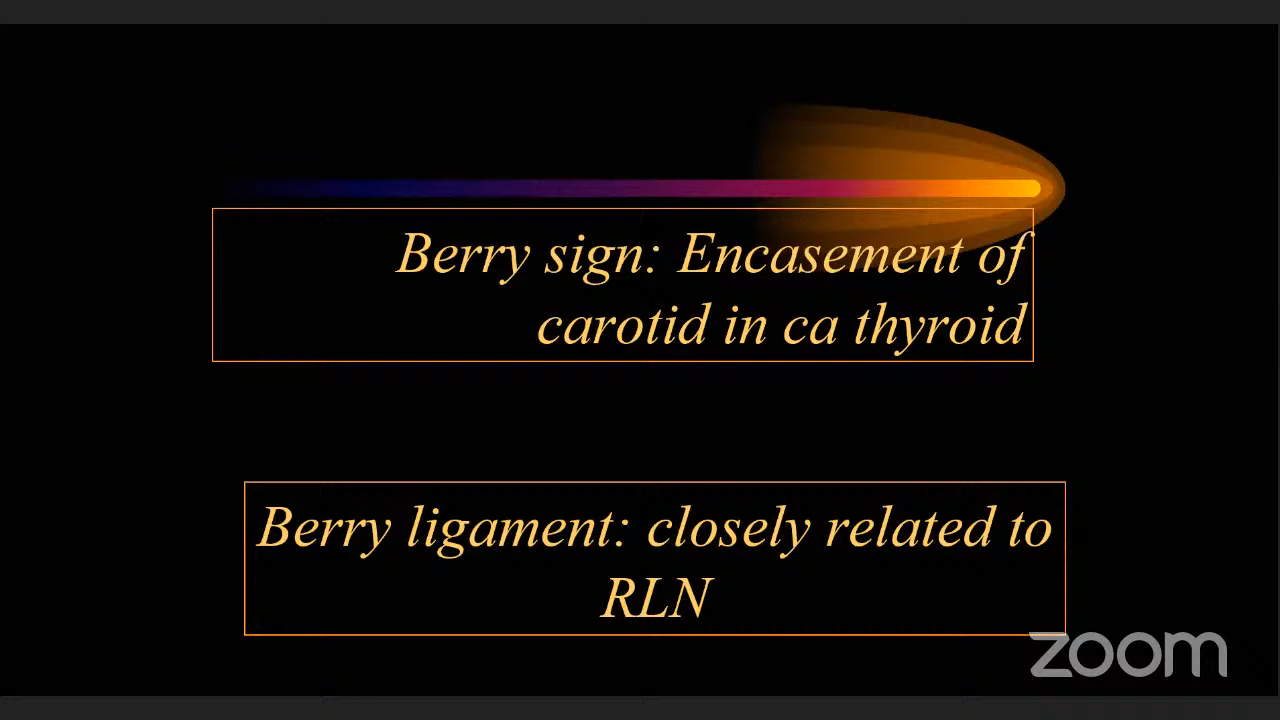 Berry sign: Encasement of
carotid in ca thyroid
Berry ligament: closely related to
RLN
zoom